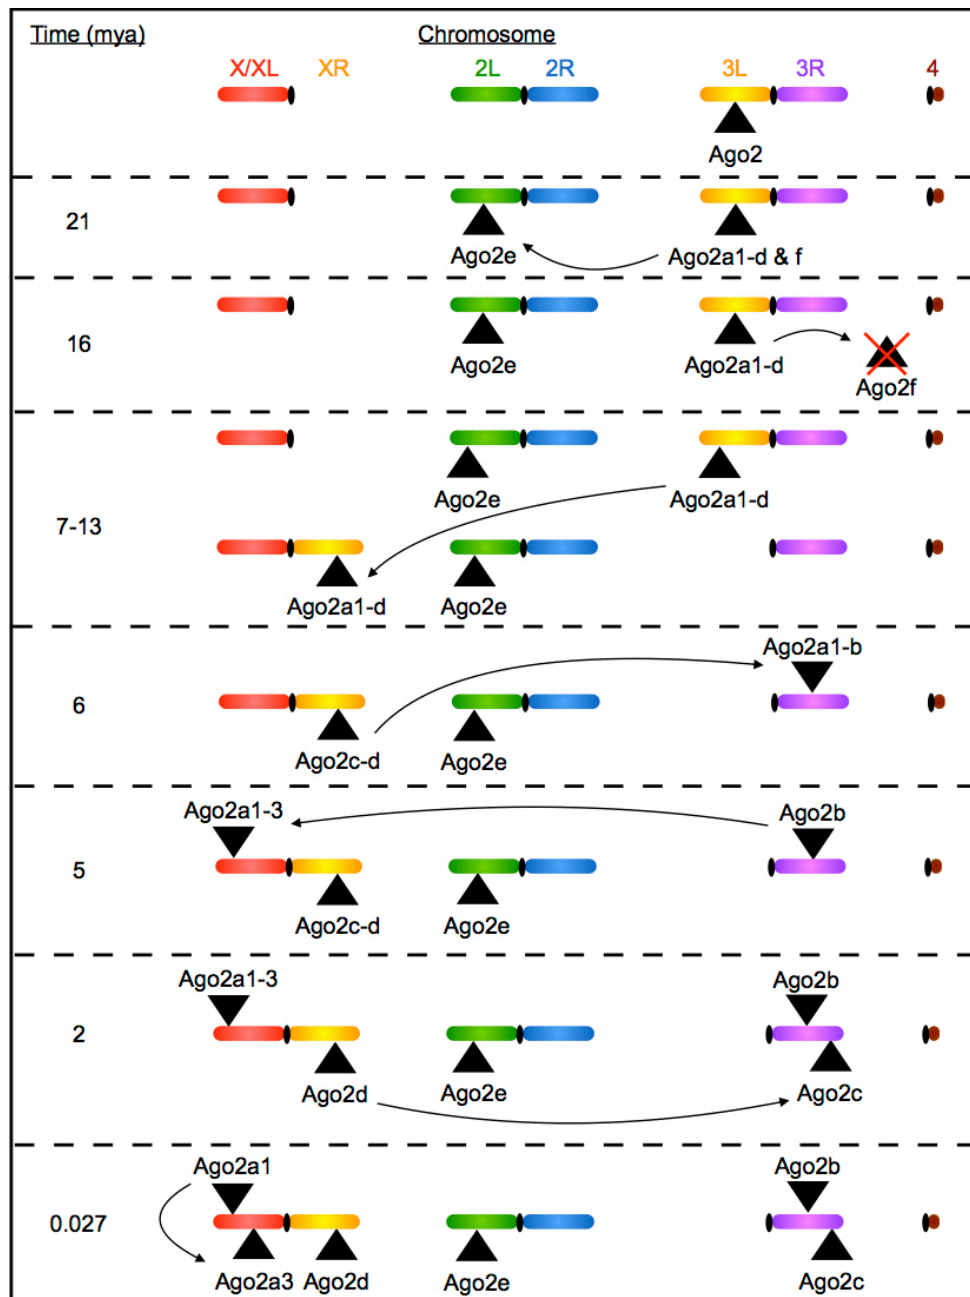 Time (mya) Chromosome
X/XL XR 2L 2R 3L 3R 4
Ago2
21
Ago2e Ago2a1-d & f
16
Ago2e Ago2a1-d Ago2f
Ago2e Ago2a1-d
7-13
Ago2a1-d Ago2e
Ago2a1-b
6
Ago2c-d Ago2e
Ago2a1-3 Ago2b
5
Ago2c-d Ago2e
Ago2a1-3 Ago2b
2
Ago2d Ago2e Ago2c
Ago2a1 Ago2b
0.027
Ago2a3 Ago2d Ago2e Ago2c